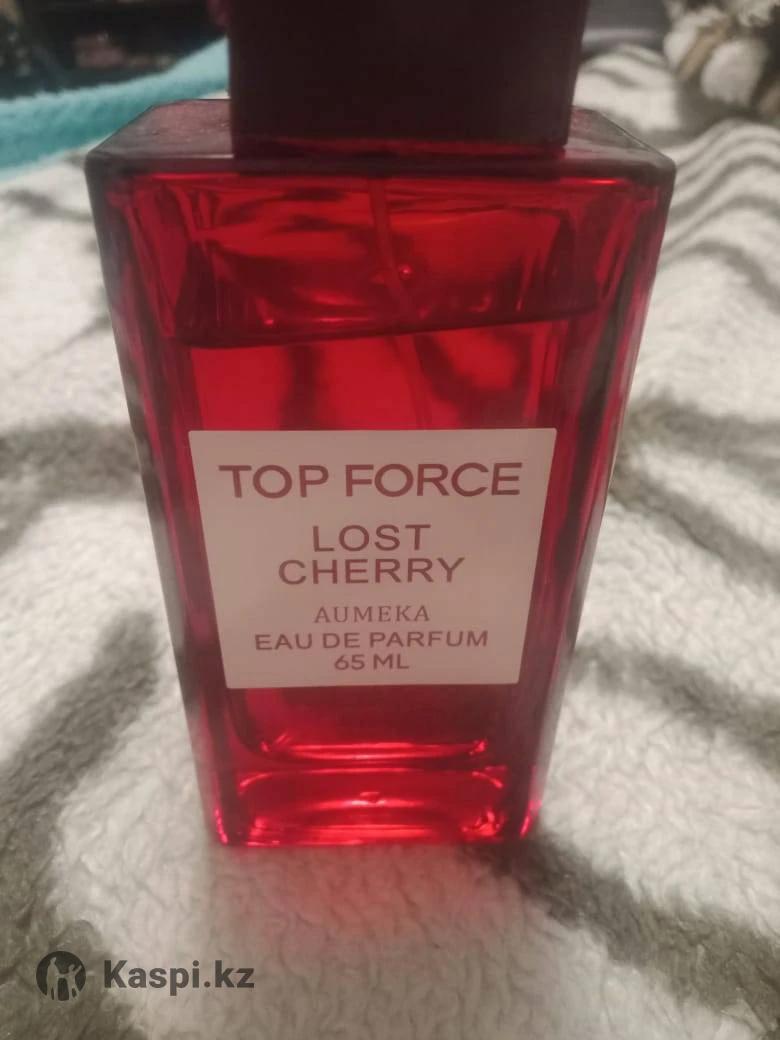 TOP FORCE
LOST
CHERRY
AUMEKA
EAU DE PARFUM
65 ML
Kaspi.kz